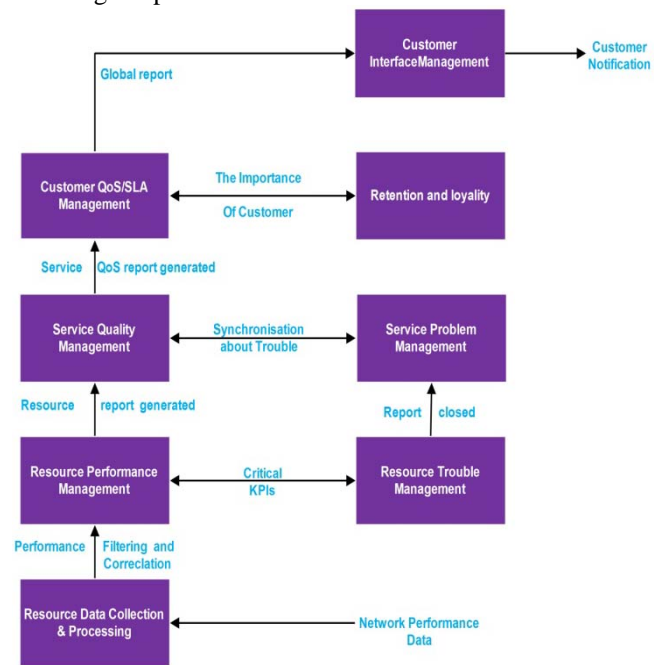 Customer
InterfaceManagement
Customer
Notification
Global report
Customer QoS/SLA
Management
The Importance
Of Customer
Retention and loyality
Service QoS report generated
Service Quality
Management
Synchronisation
about Trouble
Service Problem
Management
Resource report generated
Report closed
Resource Performance
Management
Critical
KPIs
Resource Trouble
Management
Performance Filtering and
Correclation
Resource Data Collection
& Processing
Network Performance
Data